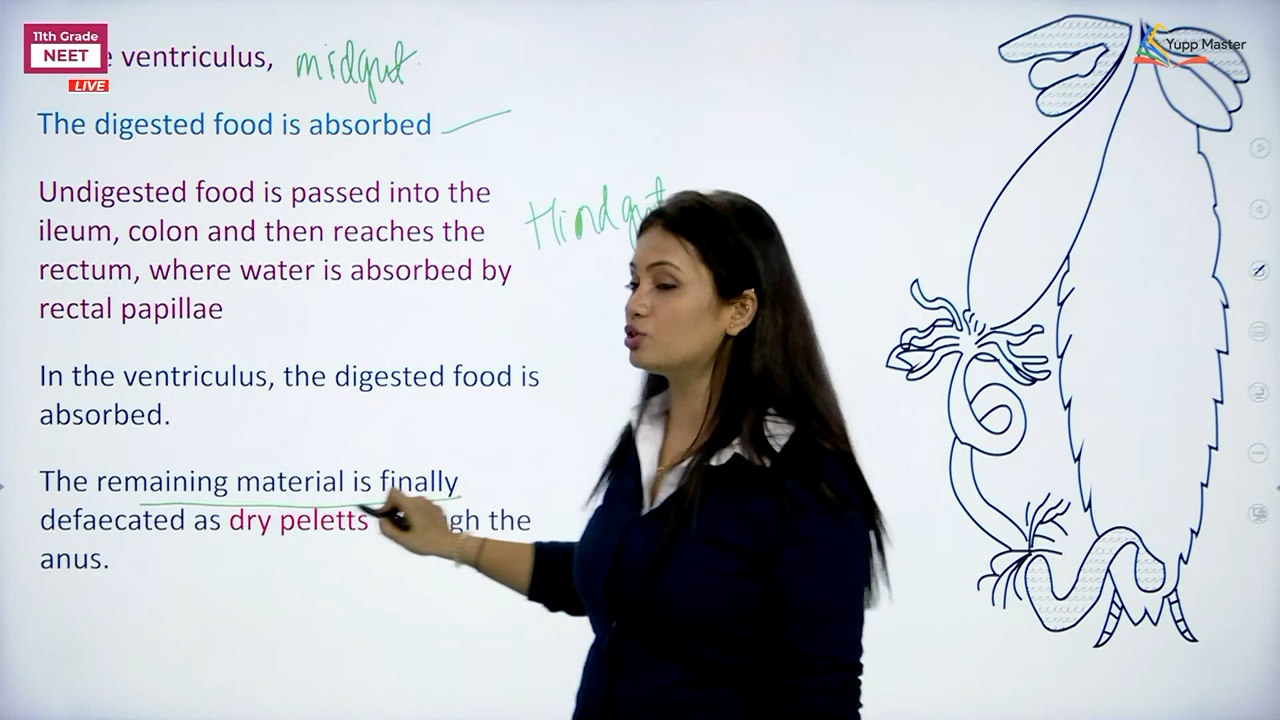 11th Grade
NEET
LIVE
ventriculus, midgut
The digested food is absorbed
Undigested food is passed into the
ileum, colon and then reaches the
rectum, where water is absorbed by
rectal papillae
Hindgut
In the ventriculus, the digested food is
absorbed.
The remaining material is finally
defaecated as dry peletts the
anus.
Yupp Master